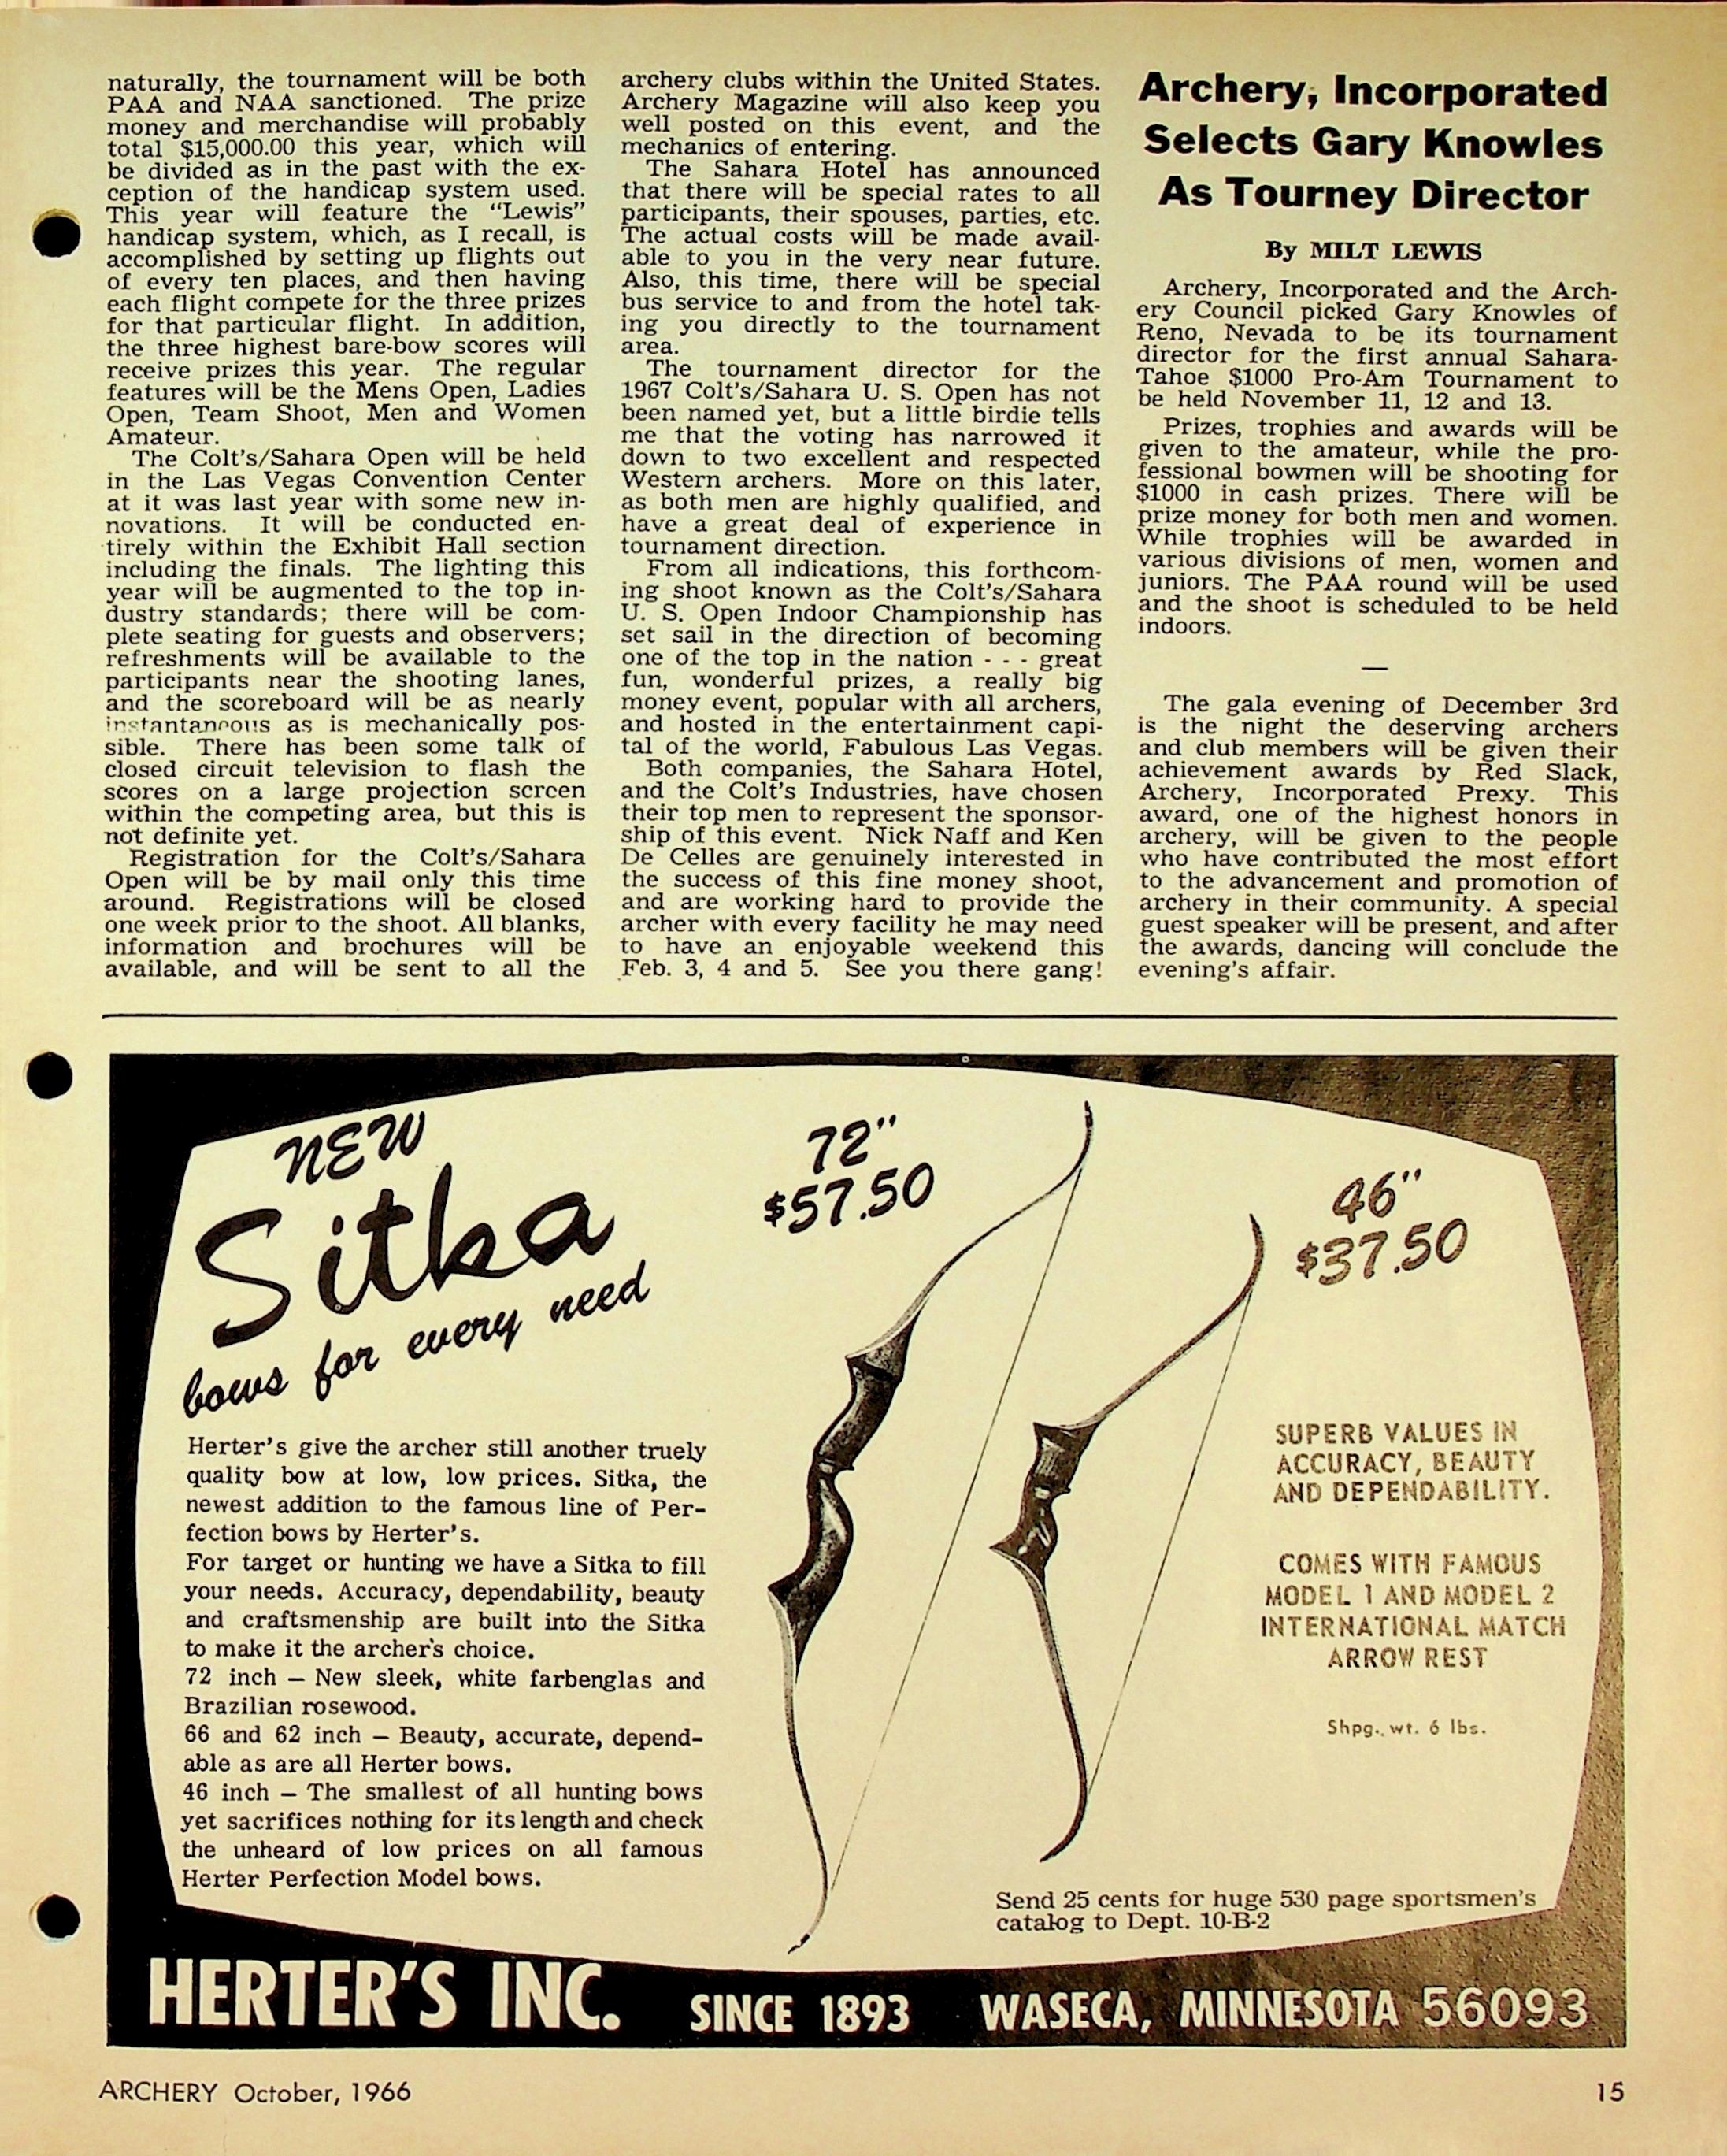 naturally, the tournament will be both
PAA and NAA sanctioned. The prize
money and merchandise will probably
total $15,000.00 this year, which will
be divided as in the past with the ex-
ception of the handicap system used.
This year will feature the "Lewis"
handicap system, which, as I recall, is
accomplished by setting up flights out
of every ten places, and then having
each flight compete for the three prizes
for that particular flight. In addition,
the three highest bare-bow scores will
receive prizes this year. The regular
features will be the Mens Open, Ladies
Open, Team Shoot, Men and Women
Amateur.
The Colt's/Sahara Open will be held
in the Las Vegas Convention Center
at it was last year with some new in-
novations. It will be conducted en-
tirely within the Exhibit Hall section
including the finals. The lighting this
year will be augmented to the top in-
dustry standards; there will be com-
plete seating for guests and observers;
refreshments will be available to the
participants near the shooting lanes,
and the scoreboard will be as nearly
instantaneous as is mechanically pos-
sible. There has been some talk of
closed circuit television to flash the
scores on a large projection screen
within the competing area, but this is
not definite yet.
Registration for the Colt's/Sahara
Open will be by mail only this time
around. Registrations will be closed
one week prior to the shoot. All blanks,
information and brochures will be
available, and will be sent to all the
archery clubs within the United States.
Archery Magazine will also keep you
well posted on this event, and the
mechanics of entering.
The Sahara Hotel has announced
that there will be special rates to all
participants, their spouses, parties, etc.
The actual costs will be made avail-
able to you in the very near future.
Also, this time, there will be special
bus service to and from the hotel tak-
ing you directly to the tournament
area.
The tournament director for the
1967 Colt's/Sahara U. S. Open has not
been named yet, but a little birdie tells
me that the voting has narrowed it
down to two excellent and respected
Western archers. More on this later,
as both men are highly qualified, and
have a great deal of experience in
tournament direction.
From all indications, this forthcom-
ing shoot known as the Colt's/Sahara
U. S. Open Indoor Championship has
set sail in the direction of becoming
one of the top in the nation - - - great
fun, wonderful prizes, a really big
money event, popular with all archers,
and hosted in the entertainment capi-
tal of the world, Fabulous Las Vegas.
Both companies, the Sahara Hotel,
and the Colt's Industries, have chosen
their top men to represent the sponsor-
ship of this event. Nick Naff and Ken
De Celles are genuinely interested in
the success of this fine money shoot,
and are working hard to provide the
archer with every facility he may need
to have an enjoyable weekend this
Feb. 3, 4 and 5. See you there gang!
Archery, Incorporated
Selects Gary Knowles
As Tourney Director
By MILT LEWIS
Archery, Incorporated and the Arch-
ery Council picked Gary Knowles of
Reno, Nevada to be its tournament
director for the first annual Sahara-
Tahoe $1000 Pro-Am Tournament to
be held November 11, 12 and 13.
Prizes, trophies and awards will be
given to the amateur, while the pro-
fessional bowmen will be shooting for
$1000 in cash prizes. There will be
prize money for both men and women.
While trophies will be awarded in
various divisions of men, women and
juniors. The PAA round will be used
and the shoot is scheduled to be held
indoors.
—
The gala evening of December 3rd
is the night the deserving archers
and club members will be given their
achievement awards by Red Slack,
Archery, Incorporated Prexy. This
award, one of the highest honors in
archery, will be given to the people
who have contributed the most effort
to the advancement and promotion of
archery in their community. A special
guest speaker will be present, and after
the awards, dancing will conclude the
evening's affair.
NEW
Sitka
bows for every need
72"
$57.50
46"
$37.50
Herter's give the archer still another truely
quality bow at low, low prices. Sitka, the
newest addition to the famous line of Per-
fection bows by Herter's.
For target or hunting we have a Sitka to fill
your needs. Accuracy, dependability, beauty
and craftsmenship are built into the Sitka
to make it the archer's choice.
72 inch — New sleek, white farbenglas and
Brazilian rosewood.
66 and 62 inch — Beauty, accurate, depend-
able as are all Herter bows.
46 inch — The smallest of all hunting bows
yet sacrifices nothing for its length and check
the unheard of low prices on all famous
Herter Perfection Model bows.
SUPERB VALUES IN
ACCURACY, BEAUTY
AND DEPENDABILITY.
COMES WITH FAMOUS
MODEL 1 AND MODEL 2
INTERNATIONAL MATCH
ARROW REST
Shpg. wt. 6 lbs.
Send 25 cents for huge 530 page sportsmen's
catalog to Dept. 10-B-2
HERTER'S INC. SINCE 1893 WASECA, MINNESOTA 56093
ARCHERY October, 1966
15